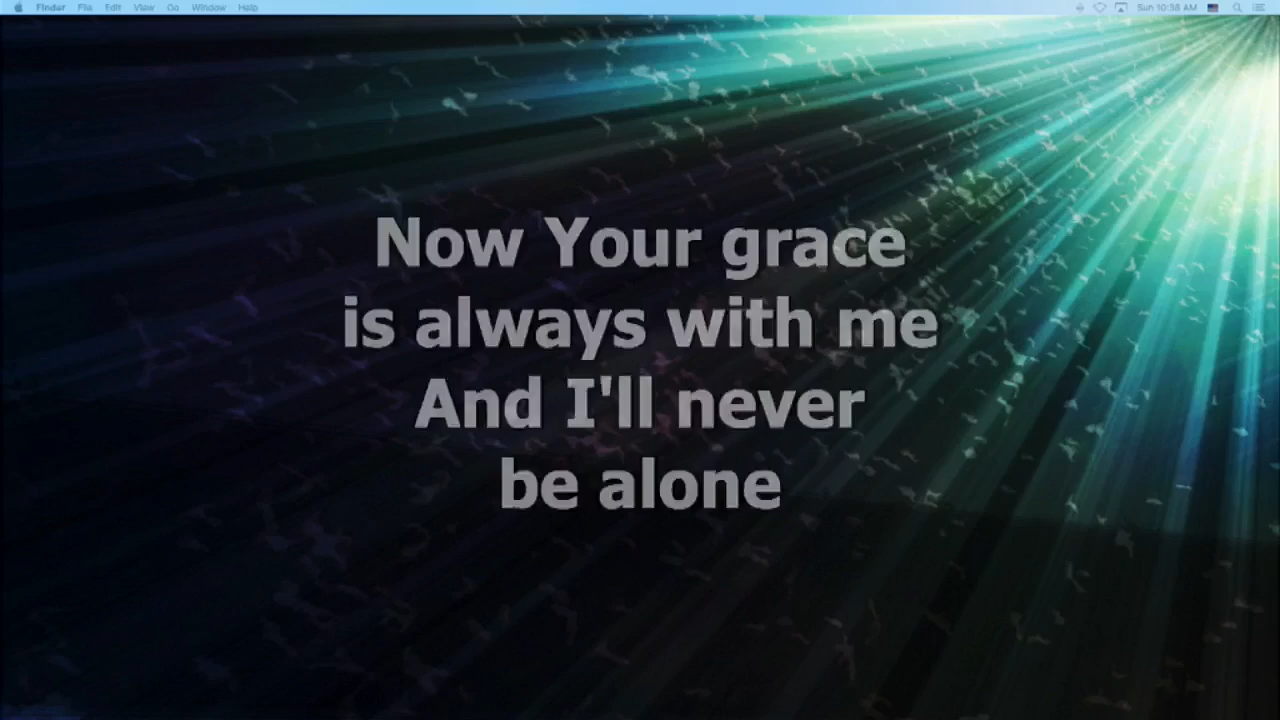 Finder File Edit View Go Window Help Sun 10:38 AM
Now Your grace
is always with me
And I'll never
be alone